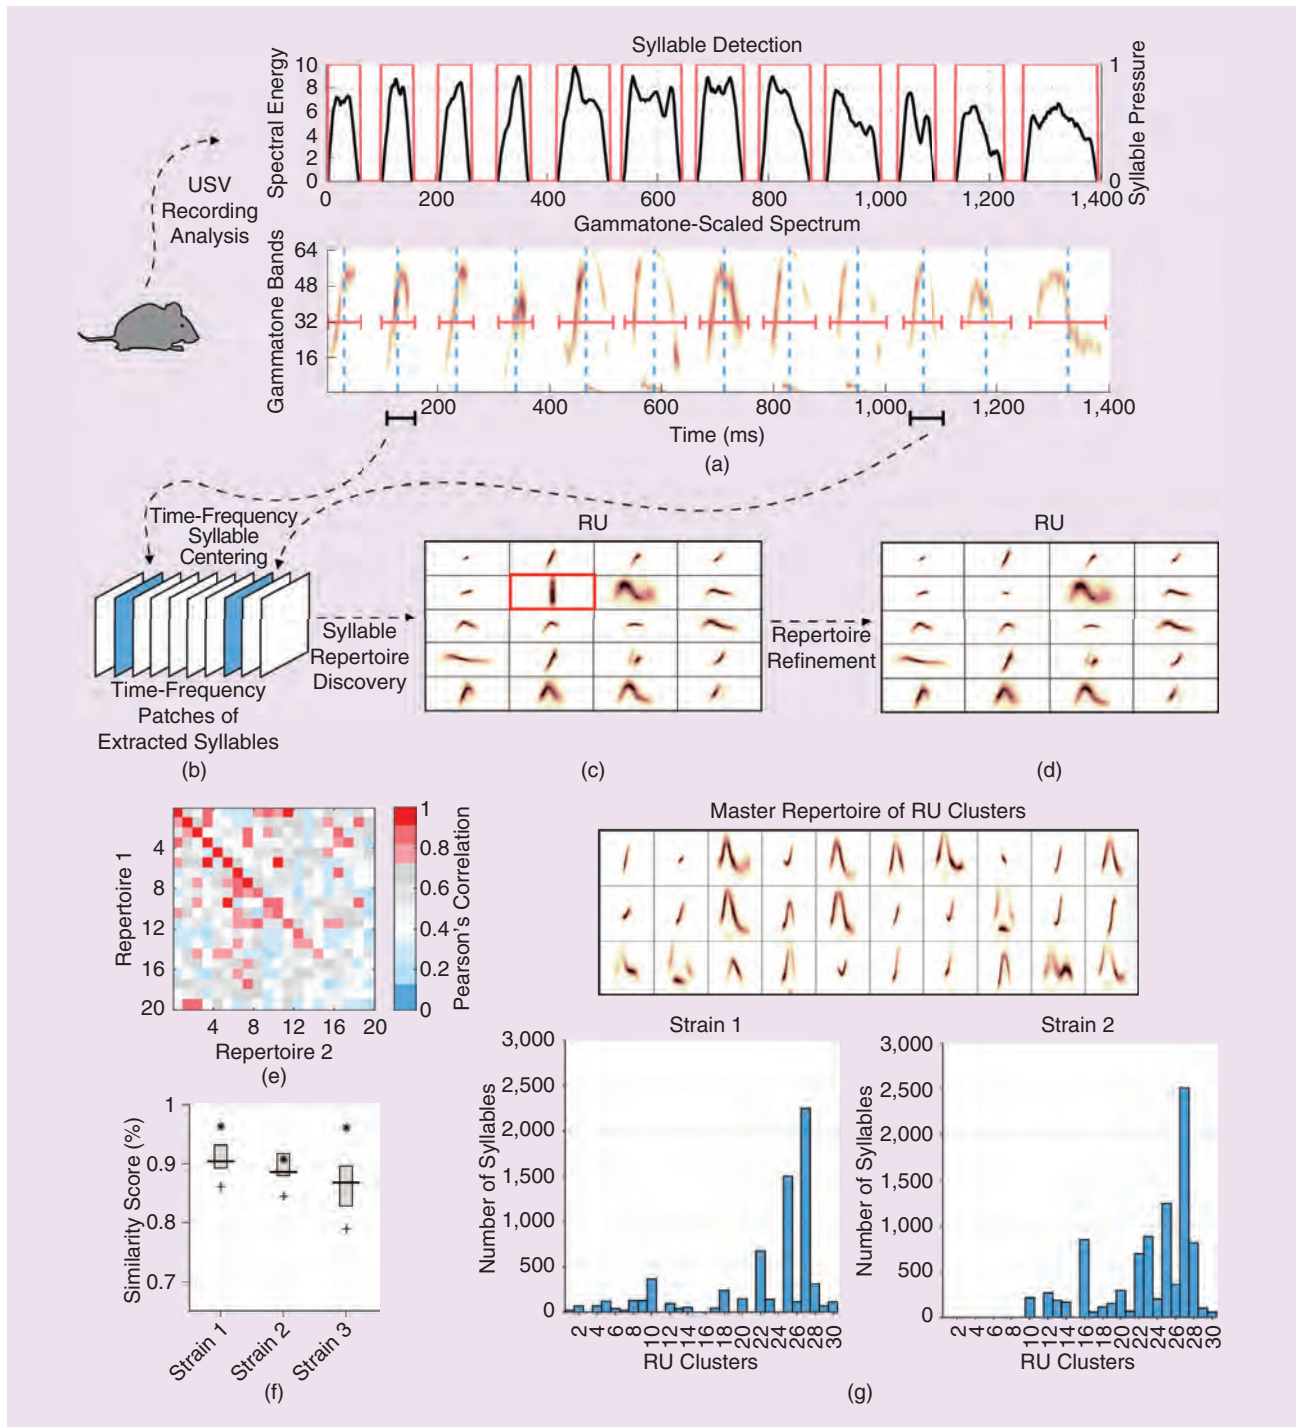 Syllable Detection
Spectral Energy
10
8
6
4
2
0
1
0
Syllable Pressure
0 200 400 600 800 1,000 1,200 1,400
USV
Recording
Analysis
Gammatone-Scaled Spectrum
Gammatone Bands
64
48
32
16
200 400 600 800 1,000 1,200 1,400
Time (ms)
(a)
Time-Frequency
Syllable
Centering
Time-Frequency
Patches of
Extracted Syllables
(b)
Syllable
Repertoire
Discovery
RU
(c)
Repertoire
Refinement
RU
(d)
Repertoire 1
4
8
12
16
20
4 8 12 16 20
Repertoire 2
1
0.8
0.6
0.4
0.2
0
Pearson's Correlation
(e)
Master Repertoire of RU Clusters
Similarity Score (%)
1
0.9
0.8
0.7
Strain 1
Strain 2
Strain 3
(f)
Strain 1
Number of Syllables
3,000
2,500
2,000
1,500
1,000
500
0
2 4 6 8 10 12 14 16 18 20 22 24 26 28 30
RU Clusters
Strain 2
Number of Syllables
3,000
2,500
2,000
1,500
1,000
500
0
2 4 6 8 10 12 14 16 18 20 22 24 26 28 30
RU Clusters
(g)